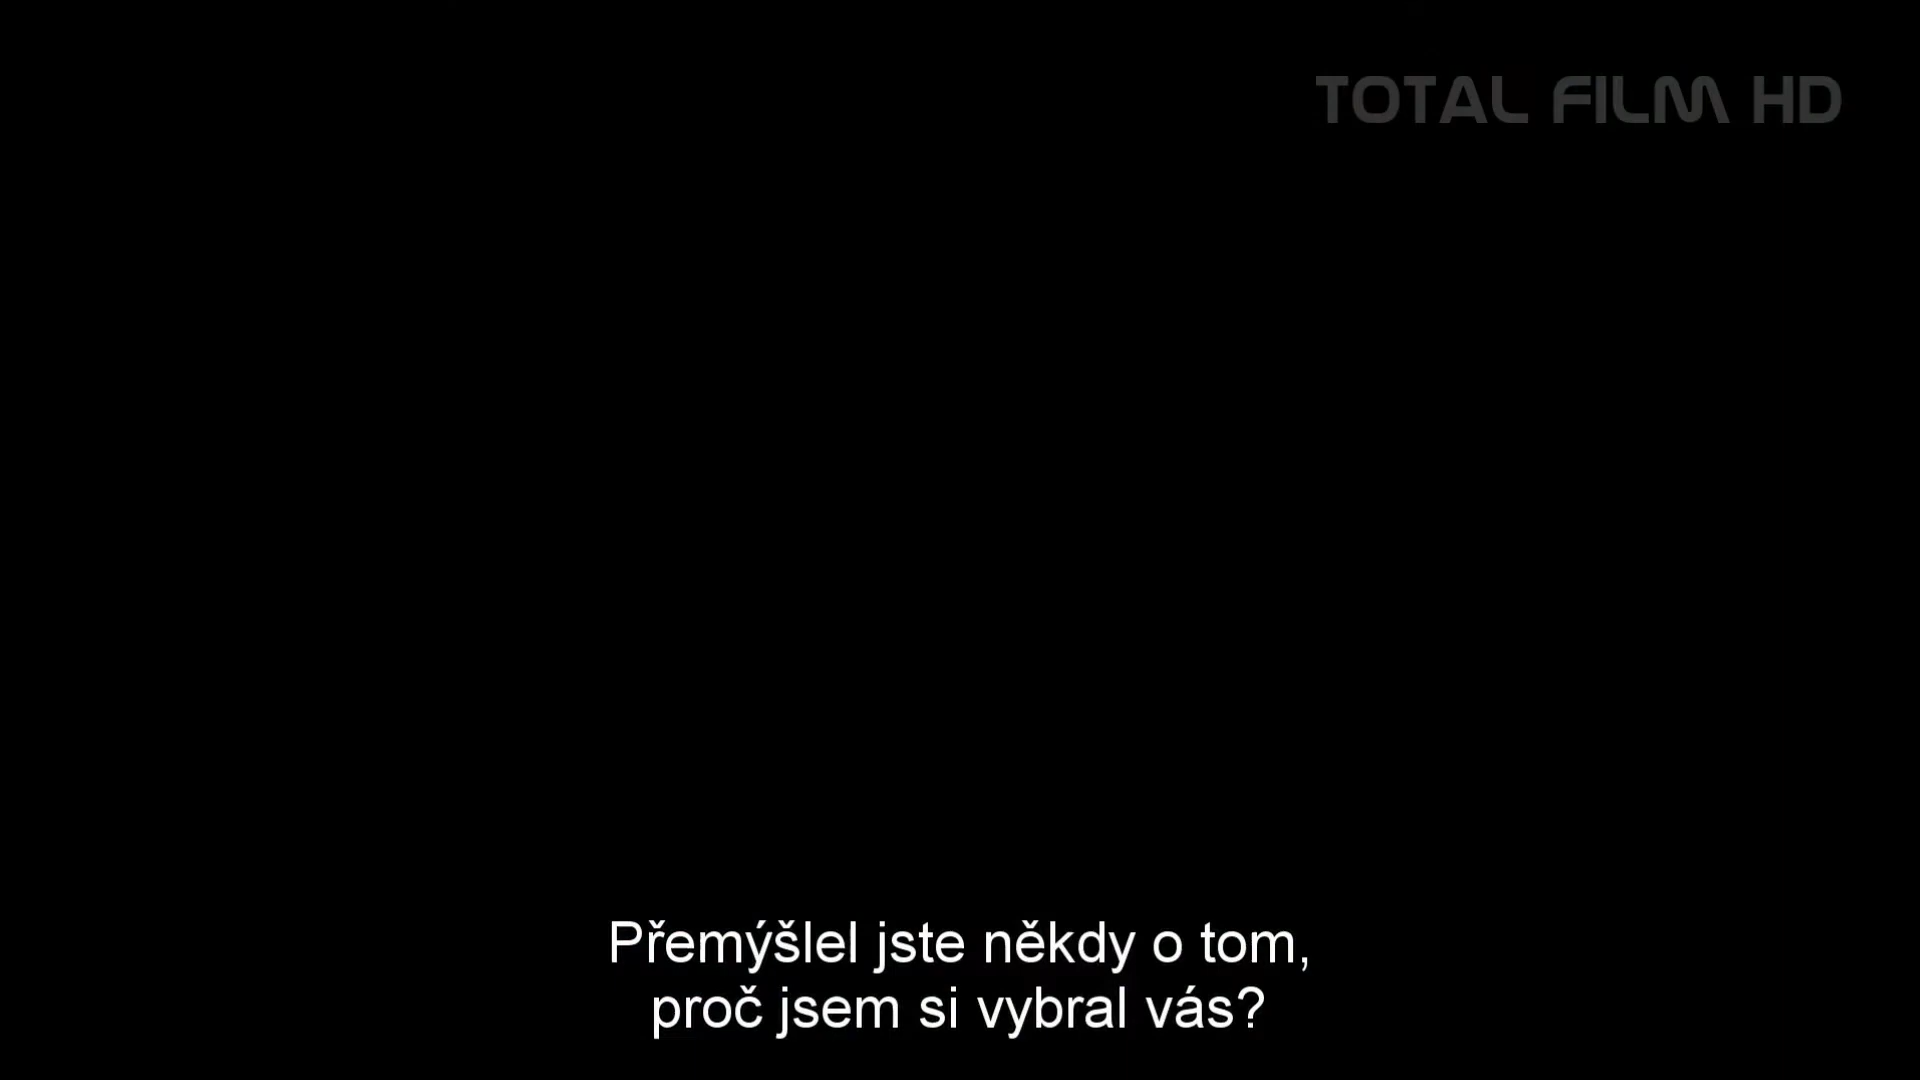 TOTAL FILM HD
Přemýšlel jste někdy o tom,
proč jsem si vybral vás?